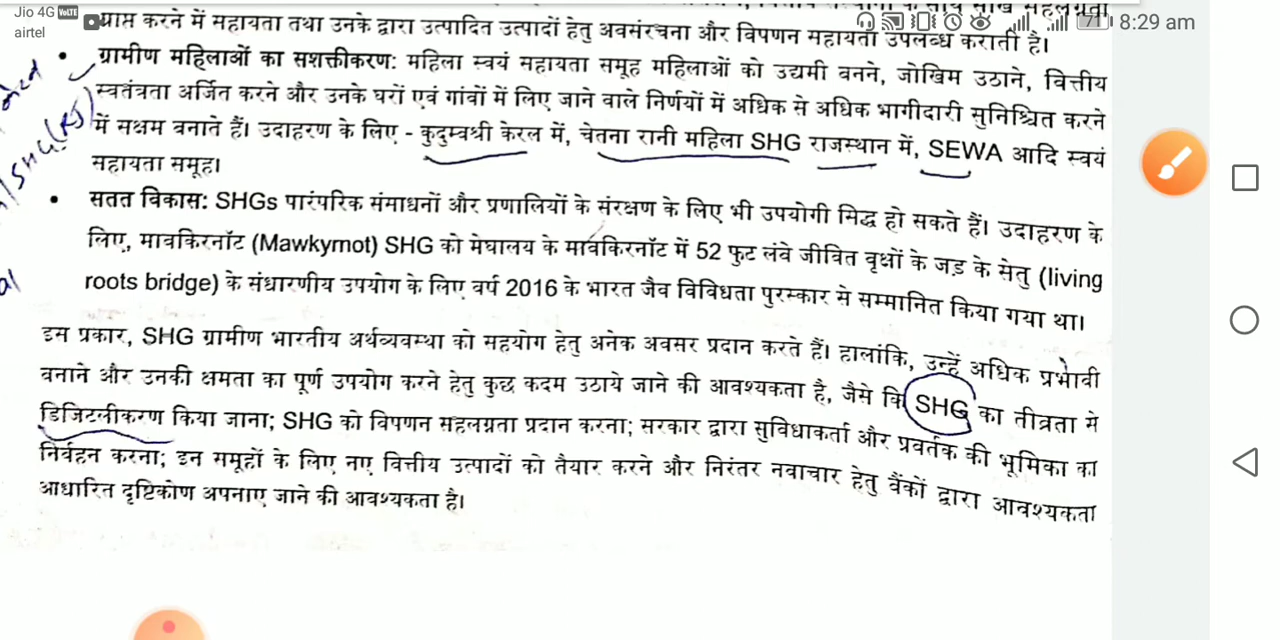 Jio 4G VoLTE
airtel
71
8:29 am
प्राप्त करने में सहायता तथा उनके द्वारा उत्पादित उत्पादों हेतु अवसंरचना और विपणन सहायता उपलब्ध कराती है।
• ग्रामीण महिलाओं का सशक्तीकरण: महिला स्वयं सहायता समूह महिलाओं को उद्यमी बनने, जोखिम उठाने, वित्तीय
स्वतंत्रता अर्जित करने और उनके घरों एवं गांवों में लिए जाने वाले निर्णयों में अधिक से अधिक भागीदारी सुनिश्चित करने
में सक्षम बनाते हैं। उदाहरण के लिए - कुदुम्बश्री केरल में, चेतना रानी महिला SHG राजस्थान में, SEWA आदि स्वयं
सहायता समूह।
SHG(RJ)
• सतत विकास: SHGs पारंपरिक संसाधनों और प्रणालियों के संरक्षण के लिए भी उपयोगी सिद्ध हो सकते हैं। उदाहरण के
लिए, मावकिरनॉट (Mawkyrnot) SHG को मेघालय के मावकिरनॉट में 52 फुट लंबे जीवित वृक्षों के जड़ के सेतु (living
roots bridge) के संधारणीय उपयोग के लिए वर्ष 2016 के भारत जैव विविधता पुरस्कार से सम्मानित किया गया था।
इस प्रकार, SHG ग्रामीण भारतीय अर्थव्यवस्था को सहयोग हेतु अनेक अवसर प्रदान करते हैं। हालांकि, उन्हें अधिक प्रभावी
बनाने और उनकी क्षमता का पूर्ण उपयोग करने हेतु कुछ कदम उठाये जाने की आवश्यकता है, जैसे कि SHG का तीव्रता से
डिजिटलीकरण किया जाना; SHG को विपणन सहलग्नता प्रदान करना; सरकार द्वारा सुविधाकर्ता और प्रवर्तक की भूमिका का
निर्वहन करना; इन समूहों के लिए नए वित्तीय उत्पादों को तैयार करने और निरंतर नवाचार हेतु बैंकों द्वारा आवश्यकता
आधारित दृष्टिकोण अपनाए जाने की आवश्यकता है।